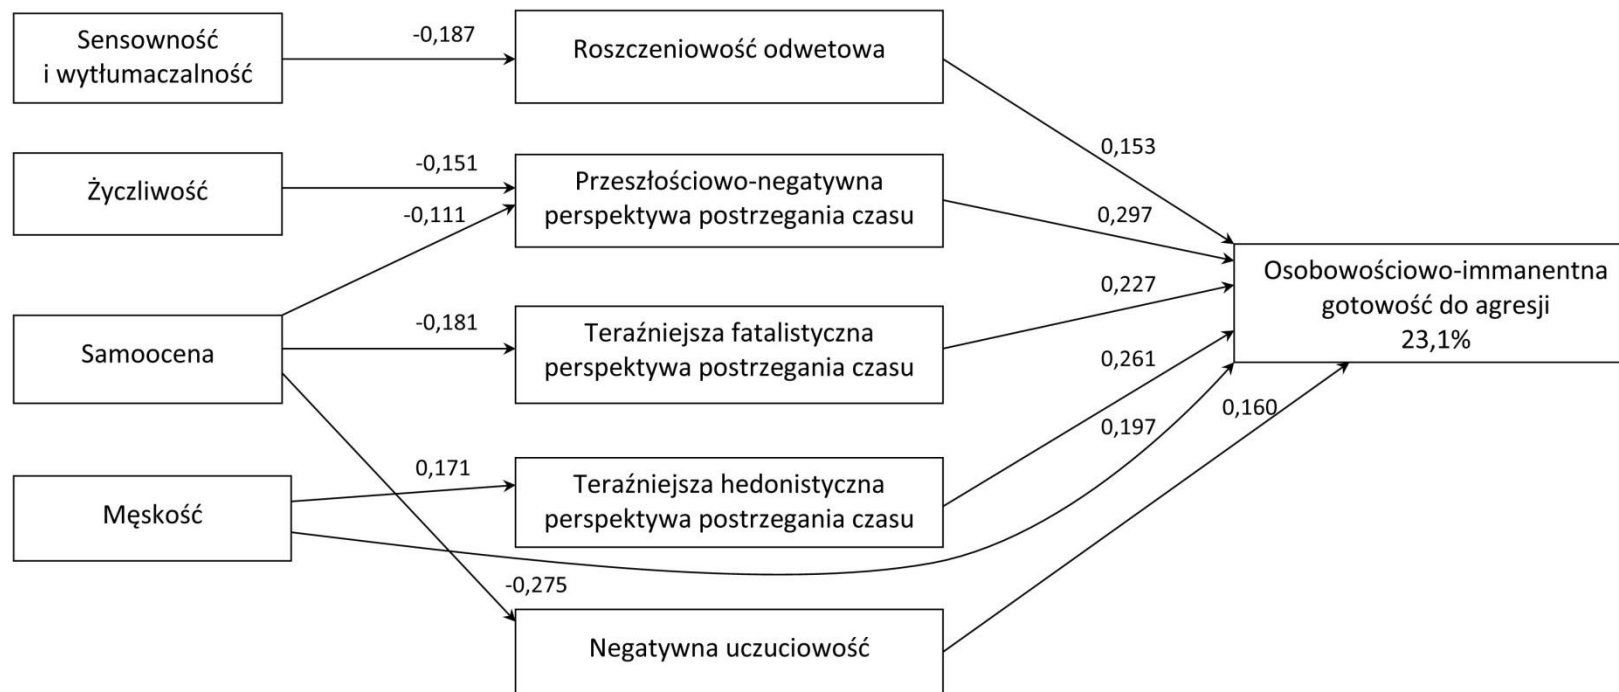 Sensowność
i wytłumaczalność
-0,187
Roszczeniowość odwetowa
0,153
Życzliwość
-0,151
-0,111
Przeszłościowo-negatywna
perspektywa postrzegania czasu
0,297
Osobowościowo-immanentna
gotowość do agresji
23,1%
Samoocena
-0,181
Teraźniejsza fatalistyczna
perspektywa postrzegania czasu
0,227
0,261
0,197
0,160
Męskość
0,171
Teraźniejsza hedonistyczna
perspektywa postrzegania czasu
-0,275
Negatywna uczuciowość